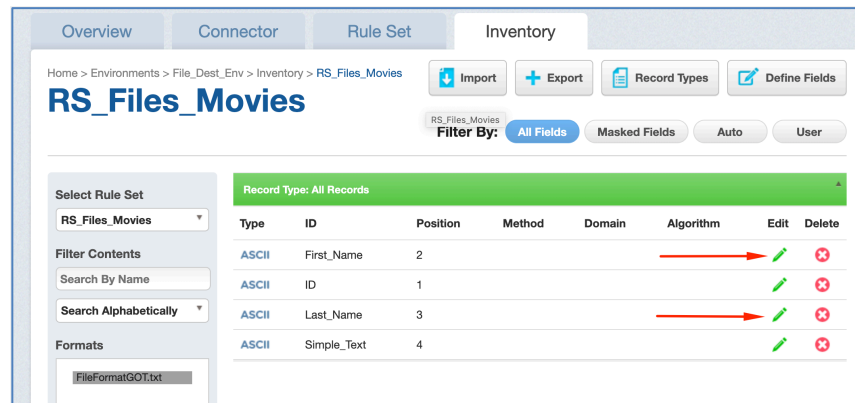 Overview Connector Rule Set Inventory
Home > Environments > File_Dest_Env > Inventory > RS_Files_Movies
RS_Files_Movies
Import Export Record Types Define Fields
RS_Files_Movies
Filter By: All Fields Masked Fields Auto User
Select Rule Set
RS_Files_Movies
Filter Contents
Search By Name
Search Alphabetically
Formats
FileFormatGOT.txt
Record Type: All Records
Type ID Position Method Domain Algorithm Edit Delete
ASCII First_Name 2
ASCII ID 1
ASCII Last_Name 3
ASCII Simple_Text 4